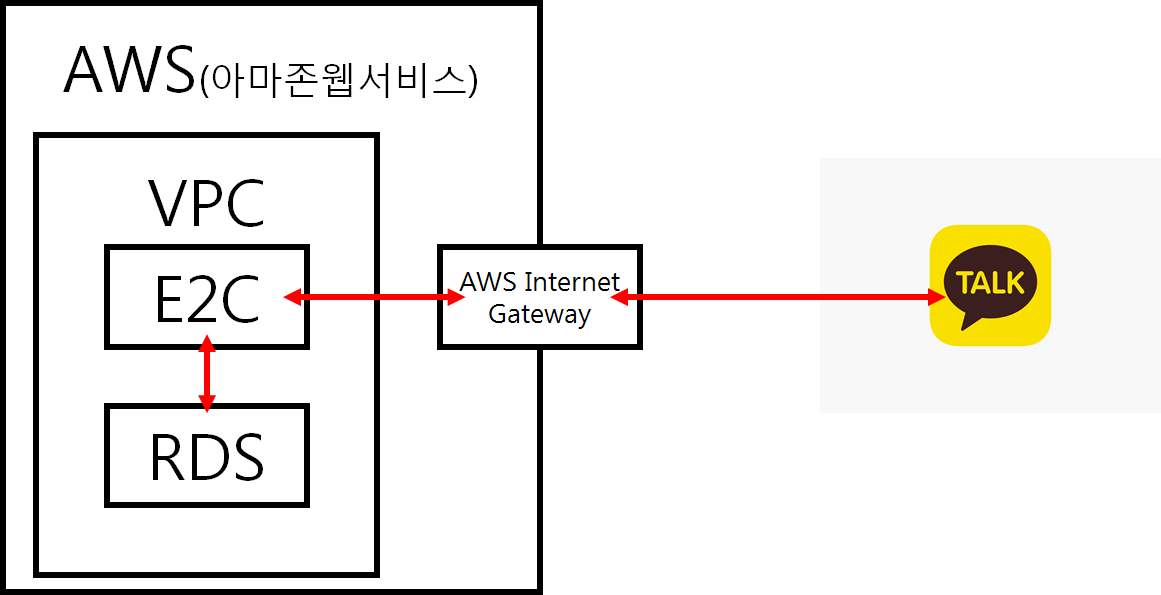 AWS(아마존웹서비스)
VPC
E2C
AWS Internet
Gateway
TALK
RDS